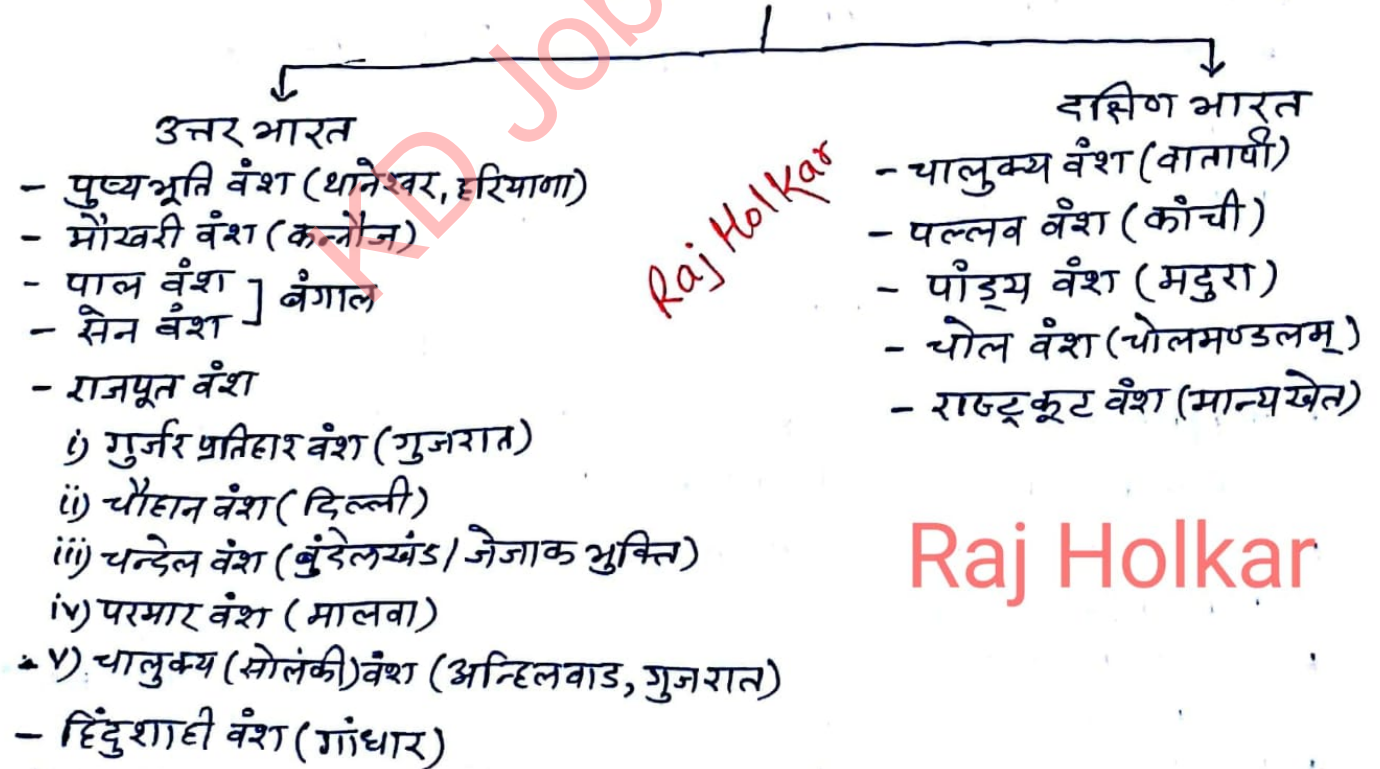 उत्तर भारत
- पुष्यभूति वंश (थानेश्वर, हरियाणा)
- मौखरी वंश (कन्नौज)
- पाल वंश
- सेन वंश ] बंगाल
- राजपूत वंश
i) गुर्जर प्रतिहार वंश (गुजरात)
ii) चौहान वंश (दिल्ली)
iii) चन्देल वंश (बुंदेलखंड / जेजाक भुक्ति)
iv) परमार वंश (मालवा)
v) चालुक्य (सोलंकी) वंश (अन्हिलवाड, गुजरात)
- हिंदुशाही वंश (गांधार)
दक्षिण भारत
- चालुक्य वंश (वातापी)
- पल्लव वंश (कांची)
- पांड्य वंश (मदुरा)
- चोल वंश (चोलमण्डलम्)
- राष्ट्रकूट वंश (मान्यखेत)
Raj Holkar
Raj Holkar
KD Job